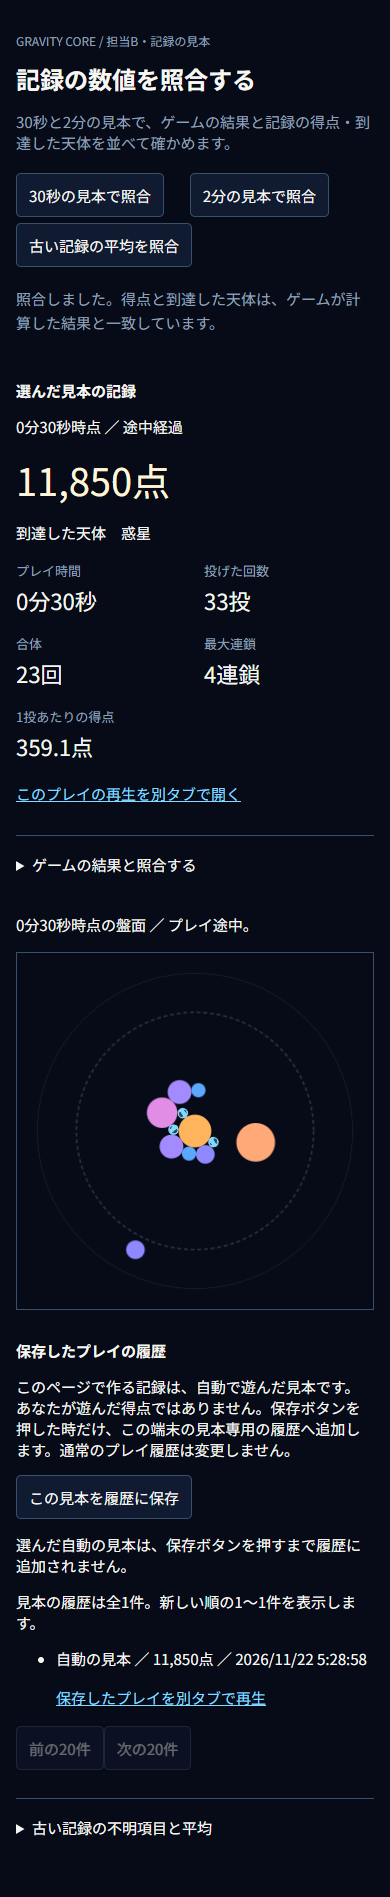 GRAVITY CORE / 担当B・記録の見本
記録の数値を照合する
30秒と2分の見本で、ゲームの結果と記録の得点・到
達した天体を並べて確かめます。
30秒の見本で照合
2分の見本で照合
古い記録の平均を照合
照合しました。得点と到達した天体は、ゲームが計
算した結果と一致しています。
選んだ見本の記録
0分30秒時点 ／ 途中経過
11,850点
到達した天体　惑星
プレイ時間
投げた回数
0分30秒
33投
合体
最大連鎖
23回
4連鎖
1投あたりの得点
359.1点
このプレイの再生を別タブで開く
▶ ゲームの結果と照合する
0分30秒時点の盤面 ／ プレイ途中。
保存したプレイの履歴
このページで作る記録は、自動で遊んだ見本です。
あなたが遊んだ得点ではありません。保存ボタンを
押した時だけ、この端末の見本専用の履歴へ追加し
ます。通常のプレイ履歴は変更しません。
この見本を履歴に保存
選んだ自動の見本は、保存ボタンを押すまで履歴に
追加されません。
見本の履歴は全1件。新しい順の1〜1件を表示しま
す。
• 自動の見本 ／ 11,850点 ／ 2026/11/22 5:28:58
保存したプレイを別タブで再生
前の20件
次の20件
▶ 古い記録の不明項目と平均